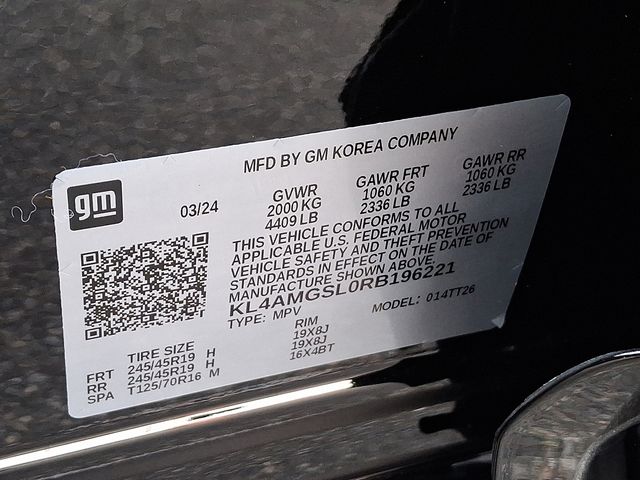 MFD BY GM KOREA COMPANY
gm
03/24
GVWR GAWR FRT GAWR RR
2000 KG 1060 KG 1060 KG
4409 LB 2336 LB 2336 LB
THIS VEHICLE CONFORMS TO ALL
APPLICABLE U.S. FEDERAL MOTOR
VEHICLE SAFETY AND THEFT PREVENTION
STANDARDS IN EFFECT ON THE DATE OF
MANUFACTURE SHOWN ABOVE.
KL4AMGSL0RB196221
TYPE: MPV MODEL: 014TT26
TIRE SIZE RIM
FRT 245/45R19 H 19X8J
RR 245/45R19 H 19X8J
SPA T125/70R16 M 16X4BT